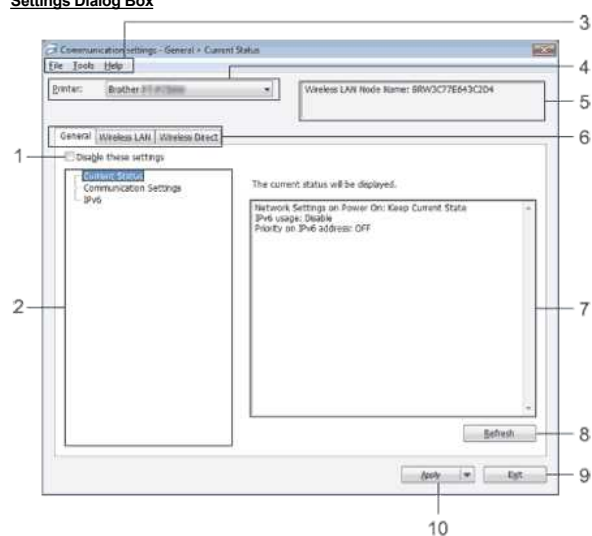 Settings Dialog Box
3
Communication settings - General > Current Status
File Tools Help
4
Printer: Brother
Wireless LAN Node Name: BRW3C77E643C2D4
5
General Wireless LAN Wireless Direct
6
1
Disable these settings
Current Status
Communication Settings
IPv6
The current status will be displayed.
Network Settings on Power On: Keep Current State
IPv6 usage: Disable
Priority on IPv6 address: OFF
2
7
Refresh
8
Apply
Exit
9
10